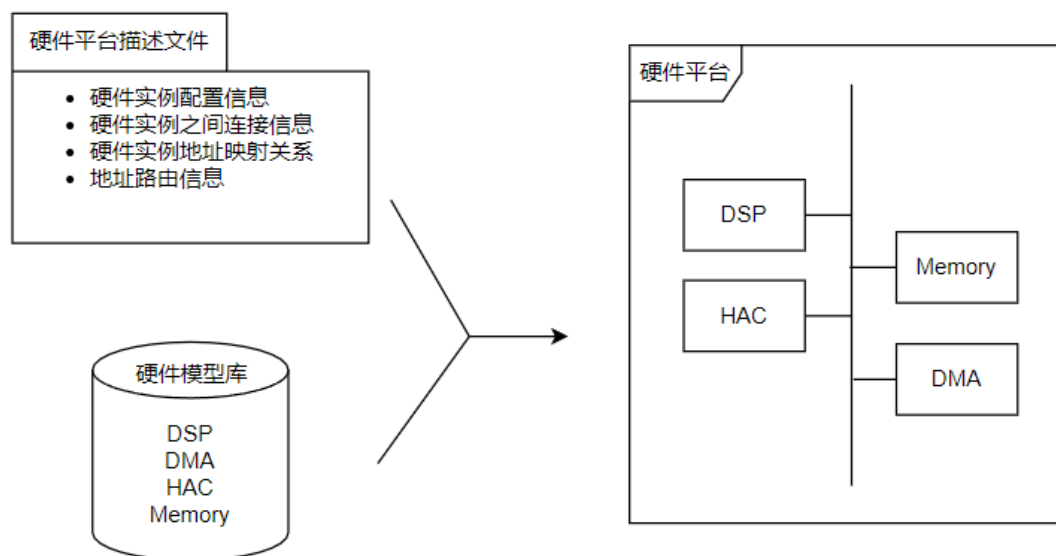 硬件平台描述文件
• 硬件实例配置信息
• 硬件实例之间连接信息
• 硬件实例地址映射关系
• 地址路由信息
硬件模型库
DSP
DMA
HAC
Memory
硬件平台
DSP
Memory
HAC
DMA